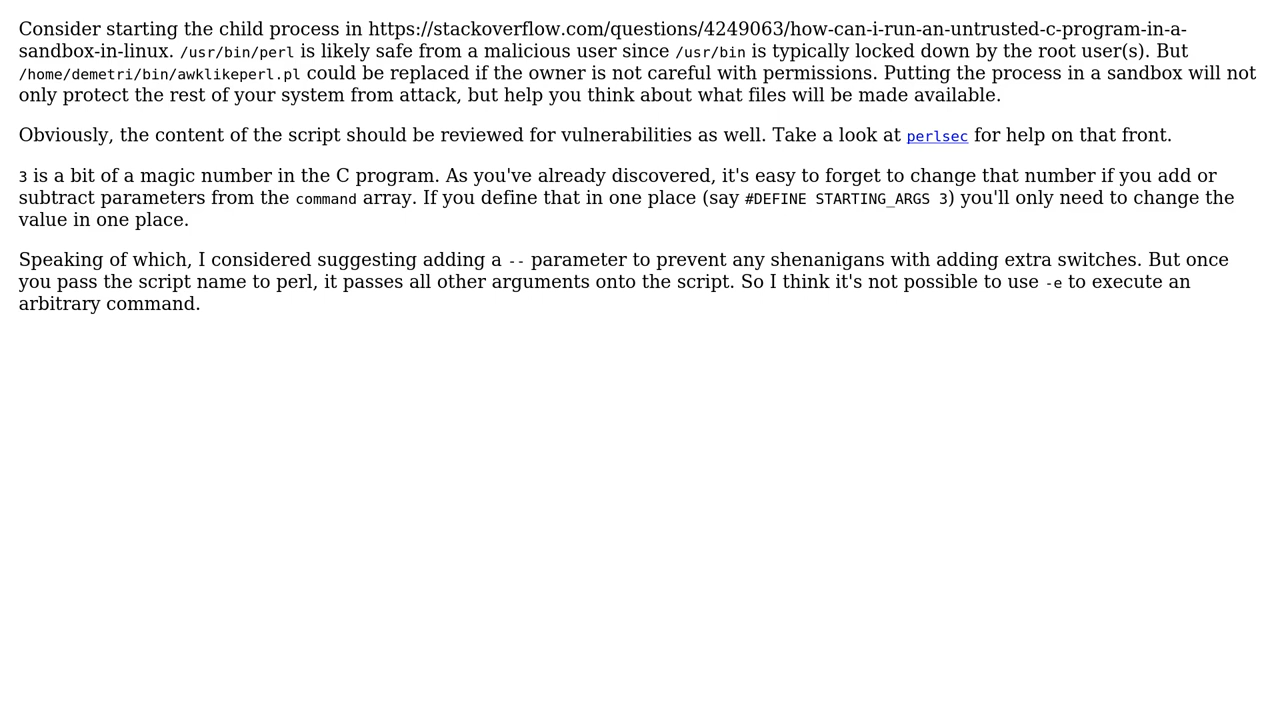 Consider starting the child process in https://stackoverflow.com/questions/4249063/how-can-i-run-an-untrusted-c-program-in-a-
sandbox-in-linux. /usr/bin/perl is likely safe from a malicious user since /usr/bin is typically locked down by the root user(s). But
/home/demetri/bin/awklikeperl.pl could be replaced if the owner is not careful with permissions. Putting the process in a sandbox will not
only protect the rest of your system from attack, but help you think about what files will be made available.
Obviously, the content of the script should be reviewed for vulnerabilities as well. Take a look at perlsec for help on that front.
3 is a bit of a magic number in the C program. As you've already discovered, it's easy to forget to change that number if you add or
subtract parameters from the command array. If you define that in one place (say #DEFINE STARTING_ARGS 3) you'll only need to change the
value in one place.
Speaking of which, I considered suggesting adding a -- parameter to prevent any shenanigans with adding extra switches. But once
you pass the script name to perl, it passes all other arguments onto the script. So I think it's not possible to use -e to execute an
arbitrary command.